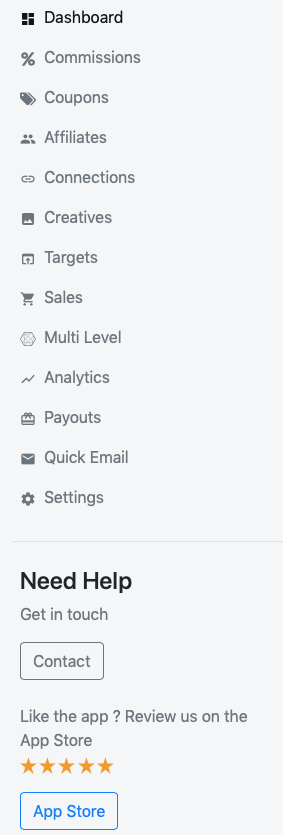 Dashboard
Commissions
Coupons
Affiliates
Connections
Creatives
Targets
Sales
Multi Level
Analytics
Payouts
Quick Email
Settings
Need Help
Get in touch
Contact
Like the app ? Review us on the
App Store
App Store